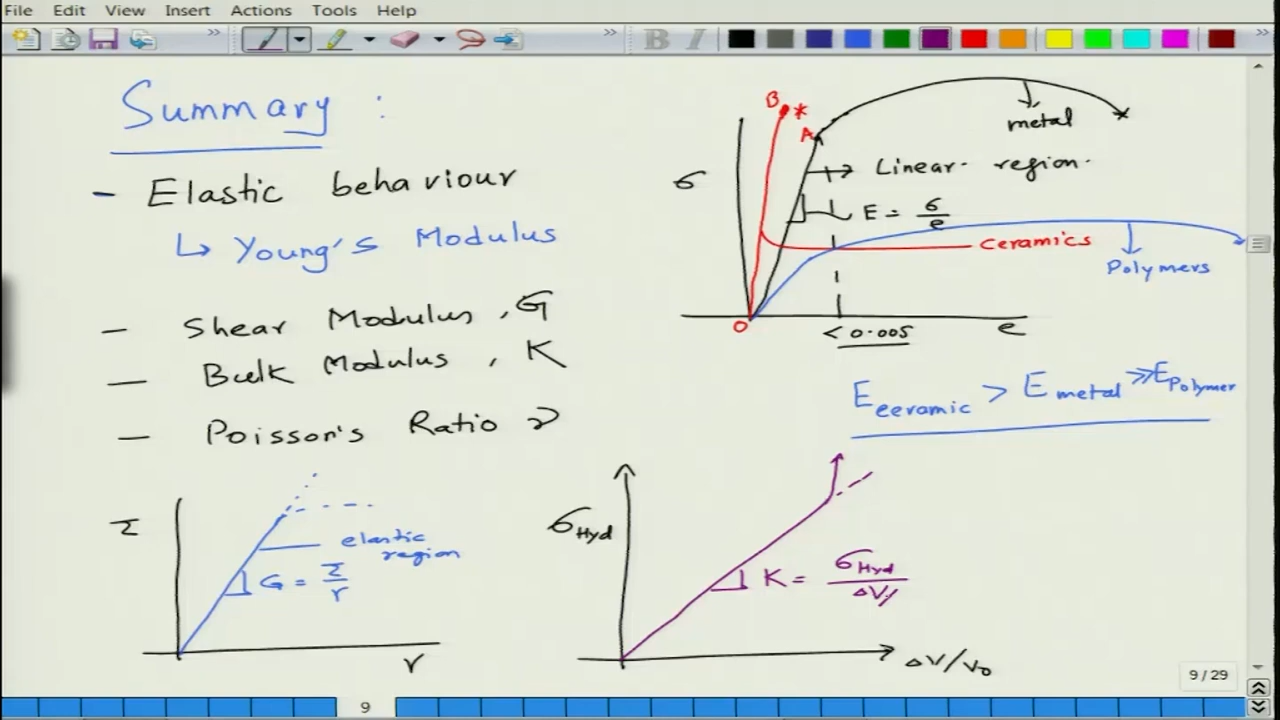 File Edit View Insert Actions Tools Help
Summary :
- Elastic behaviour
↳ Young's Modulus
- Shear Modulus, G
- Bulk Modulus, K
- Poisson's Ratio ν
B *
A
metal
σ
Linear region.
E = σ/e
ceramics
Polymers
O
< 0.005
e
E ceramic > E metal >> E Polymer
τ
elastic region
G = τ/r
r
σ Hyd
K = σ Hyd / ΔV/
ΔV/V₀
9 / 29
9